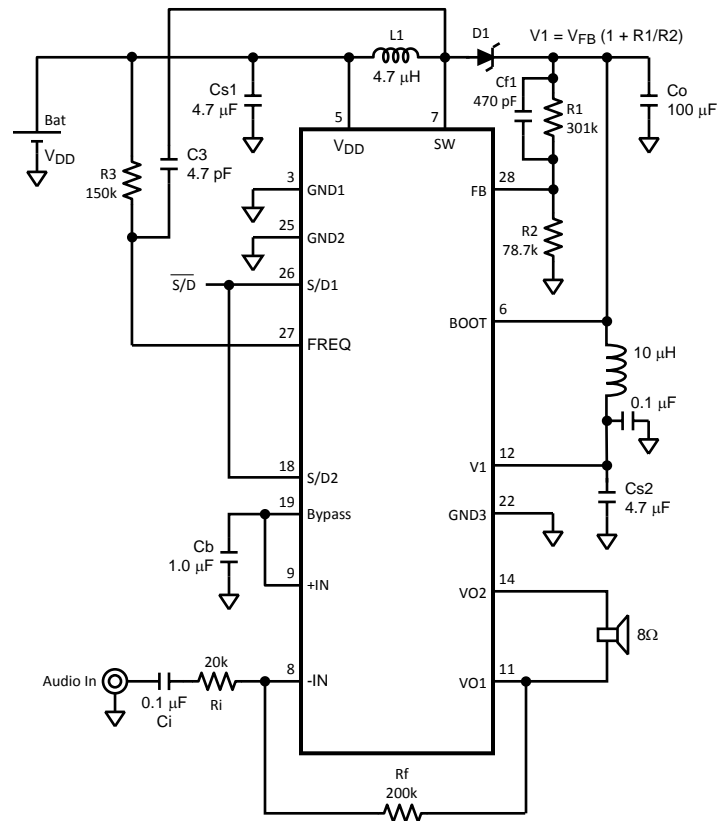 L1
4.7 μH
D1
V1 = VFB (1 + R1/R2)
Bat
VDD
Cs1
4.7 μF
5
VDD
7
SW
Cf1
470 pF
R1
301k
Co
100 μF
R3
150k
C3
4.7 pF
3
GND1
28
FB
25
GND2
R2
78.7k
S/D
26
S/D1
6
BOOT
27
FREQ
10 μH
0.1 μF
18
S/D2
12
V1
19
Bypass
22
GND3
Cs2
4.7 μF
Cb
1.0 μF
9
+IN
14
VO2
8Ω
Audio In
0.1 μF
Ci
20k
Ri
8
-IN
11
VO1
Rf
200k